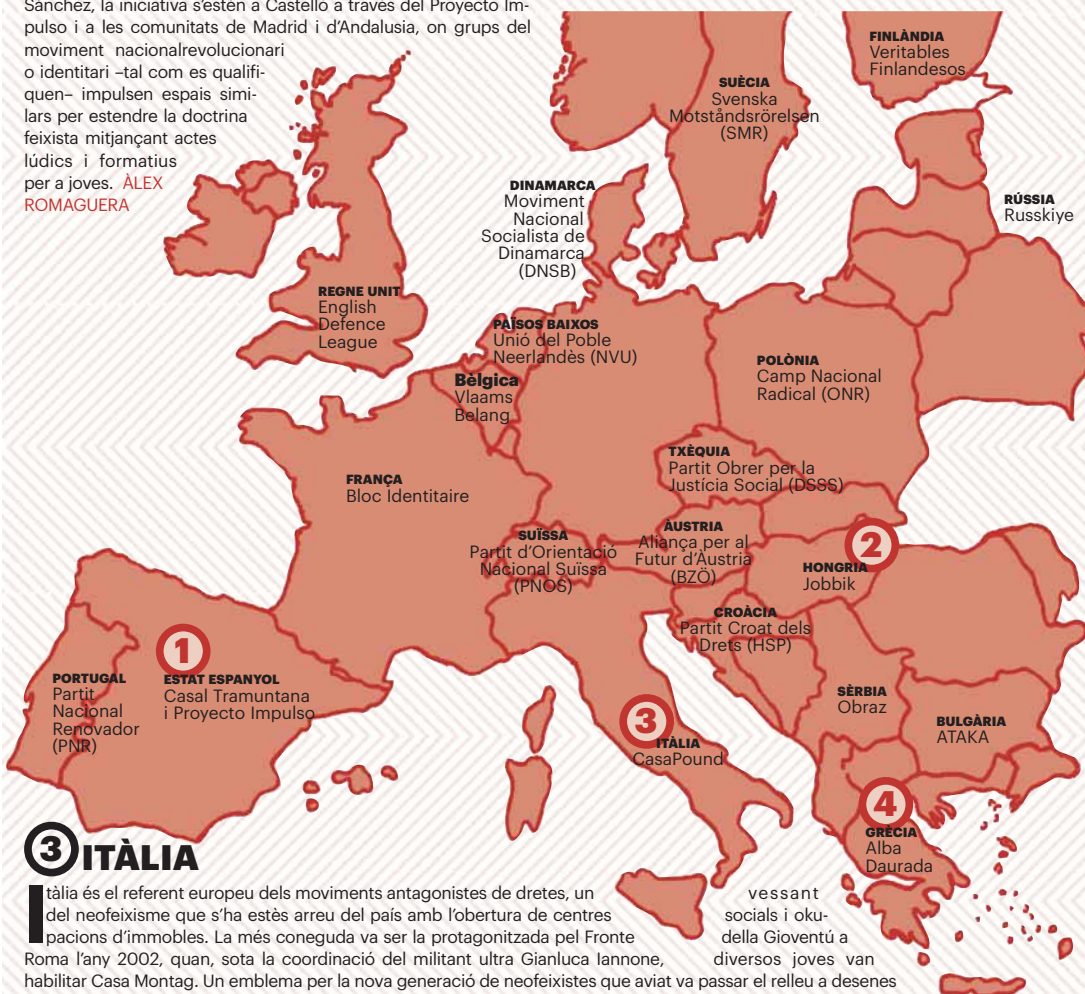 Sánchez, la iniciativa s'estén a Castelló a través del Proyecto Im-
pulso i a les comunitats de Madrid i d'Andalusia, on grups del
moviment nacionalrevolucionari
o identitari –tal com es qualifi-
quen– impulsen espais simi-
lars per estendre la doctrina
feixista mitjançant actes
lúdics i formatius
per a joves. ÀLEX
ROMAGUERA
FINLÀNDIA
Veritables
Finlandesos
SUÈCIA
Svenska
Motståndsrörelsen
(SMR)
DINAMARCA
Moviment
Nacional
Socialista de
Dinamarca
(DNSB)
RÚSSIA
Russkiye
REGNE UNIT
English
Defence
League
PAÏSOS BAIXOS
Unió del Poble
Neerlandès (NVU)
Bèlgica
Vlaams
Belang
POLÒNIA
Camp Nacional
Radical (ONR)
TXÈQUIA
Partit Obrer per la
Justícia Social (DSSS)
FRANÇA
Bloc Identitaire
SUÏSSA
Partit d'Orientació
Nacional Suïssa
(PNOS)
ÀUSTRIA
Aliança per al
Futur d'Àustria
(BZÖ)
2
HONGRIA
Jobbik
CROÀCIA
Partit Croat dels
Drets (HSP)
1
PORTUGAL
Partit
Nacional
Renovador
(PNR)
ESTAT ESPANYOL
Casal Tramuntana
i Proyecto Impulso
3
ITÀLIA
CasaPound
SÈRBIA
Obraz
BULGÀRIA
ATAKA
4
GRÈCIA
Alba
Daurada
3 ITÀLIA
Itàlia és el referent europeu dels moviments antagonistes de dretes, un vessant
del neofeixisme que s'ha estès arreu del país amb l'obertura de centres socials i oku-
pacions d'immobles. La més coneguda va ser la protagonitzada pel Fronte della Gioventú a
Roma l'any 2002, quan, sota la coordinació del militant ultra Gianluca Iannone, diversos joves van
habilitar Casa Montag. Un emblema per la nova generació de neofeixistes que aviat va passar el relleu a desenes